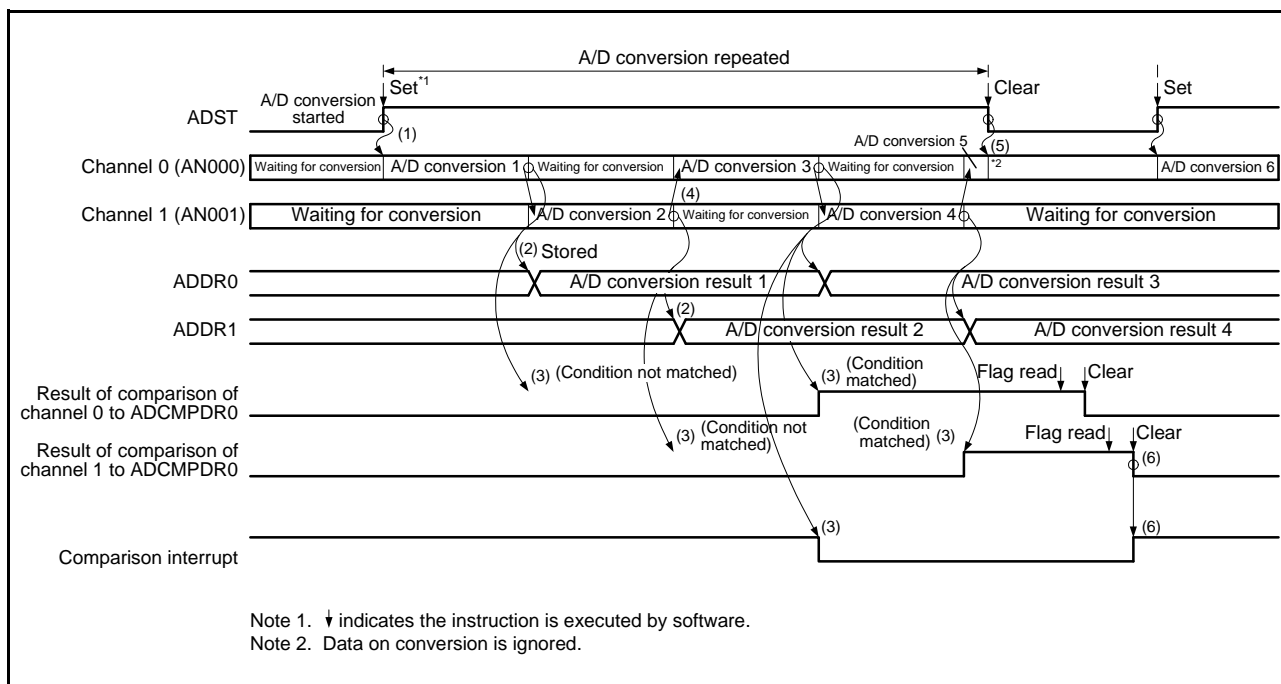 A/D conversion repeated
Set*1
Clear
Set
A/D conversion
started
ADST
(1)
A/D conversion 5
(5)
Channel 0 (AN000)
Waiting for conversion
A/D conversion 1
Waiting for conversion
A/D conversion 3
Waiting for conversion
*2
A/D conversion 6
(4)
Channel 1 (AN001)
Waiting for conversion
A/D conversion 2
Waiting for conversion
A/D conversion 4
Waiting for conversion
(2) Stored
ADDR0
A/D conversion result 1
A/D conversion result 3
(2)
ADDR1
A/D conversion result 2
A/D conversion result 4
(3) (Condition not matched)
(3) (Condition
matched)
Flag read
Clear
Result of comparison of
channel 0 to ADCMPDR0
(3) (Condition not
matched)
(Condition
matched) (3)
Flag read
Clear
Result of comparison of
channel 1 to ADCMPDR0
(6)
(3)
(6)
Comparison interrupt
Note 1. ↓ indicates the instruction is executed by software.
Note 2. Data on conversion is ignored.